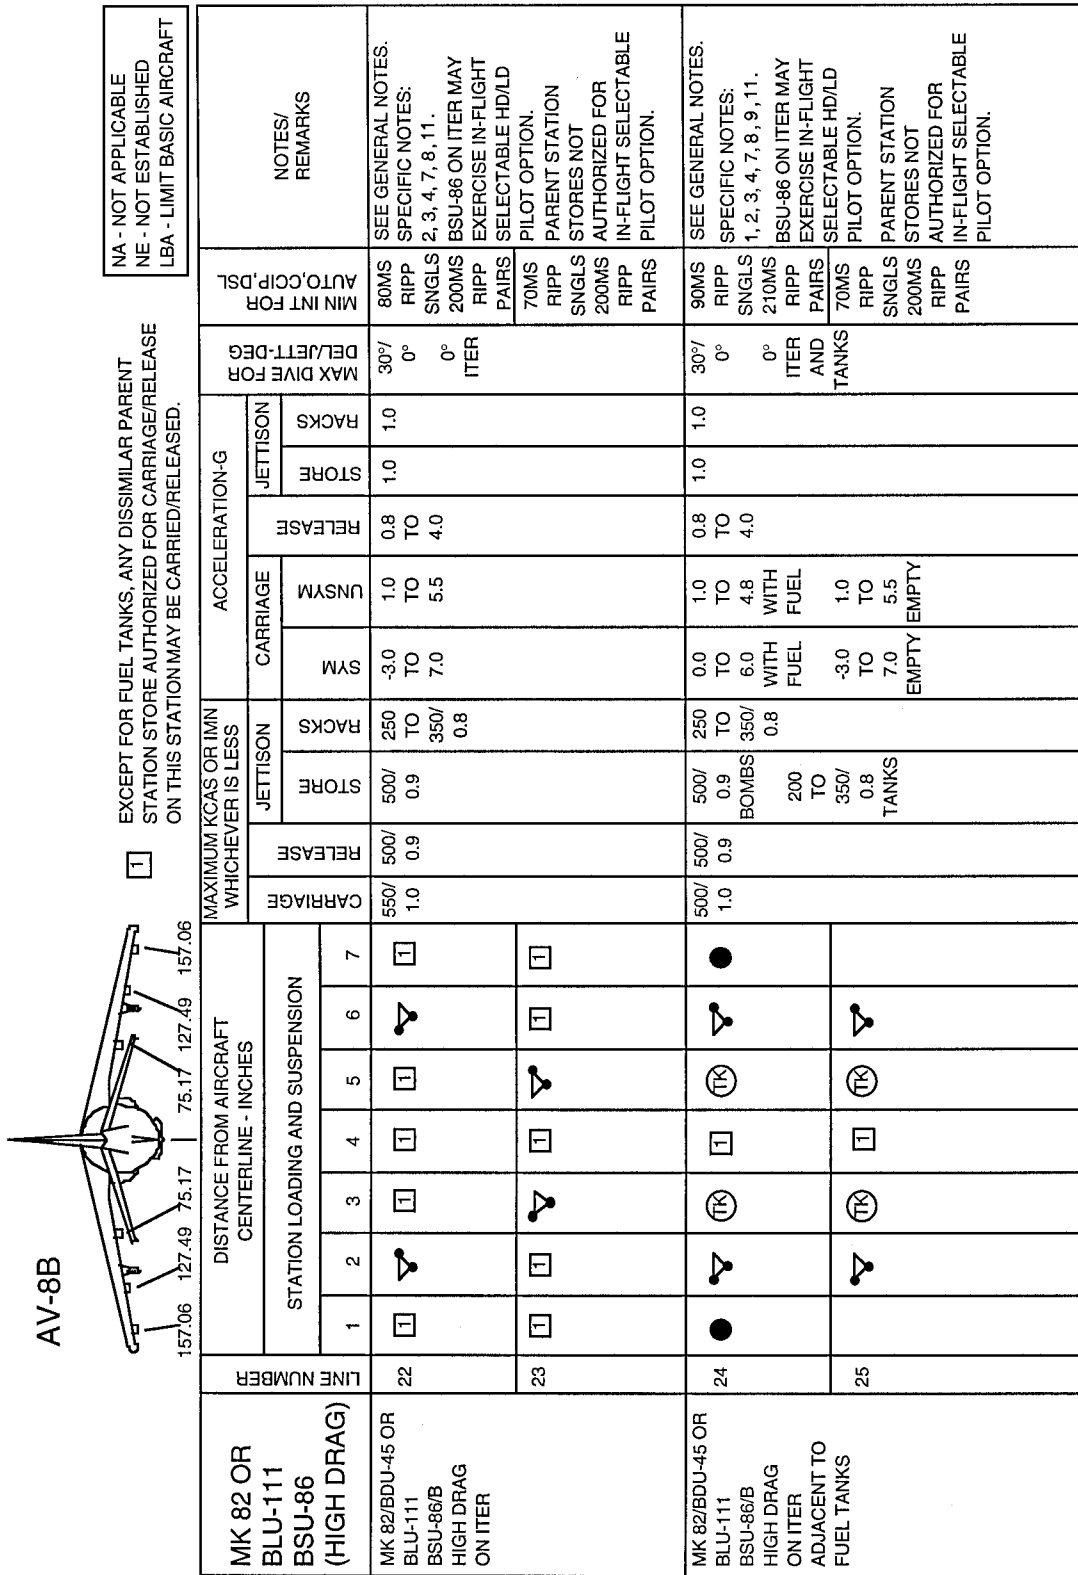 AV-8B
157.06 127.49 75.17 75.17 127.49 157.06
1 EXCEPT FOR FUEL TANKS, ANY DISSIMILAR PARENT
STATION STORE AUTHORIZED FOR CARRIAGE/RELEASE
ON THIS STATION MAY BE CARRIED/RELEASED.
NA - NOT APPLICABLE
NE - NOT ESTABLISHED
LBA - LIMIT BASIC AIRCRAFT
MK 82 OR
BLU-111
BSU-86
(HIGH DRAG)
LINE NUMBER
DISTANCE FROM AIRCRAFT
CENTERLINE - INCHES
STATION LOADING AND SUSPENSION
1 2 3 4 5 6 7
MAXIMUM KCAS OR IMN
WHICHEVER IS LESS
CARRIAGE
RELEASE
JETTISON
STORE
RACKS
ACCELERATION-G
CARRIAGE
SYM
UNSYM
RELEASE
JETTISON
STORE
RACKS
MAX DIVE FOR
DEL/JETT-DEG
MIN INT FOR
AUTO,CCIP,DSL
NOTES/
REMARKS
MK 82/BDU-45 OR
BLU-111
BSU-86/B
HIGH DRAG
ON ITER
22
1 1 1 1 1
23
1 1 1 1 1
550/
1.0
500/
0.9
500/
0.9
250
TO
350/
0.8
-3.0
TO
7.0
1.0
TO
5.5
0.8
TO
4.0
1.0
1.0
30°/
0°
0°
ITER
80MS
RIPP
SNGLS
200MS
RIPP
PAIRS
70MS
RIPP
SNGLS
200MS
RIPP
PAIRS
SEE GENERAL NOTES.
SPECIFIC NOTES:
2, 3, 4, 7, 8, 11.
BSU-86 ON ITER MAY
EXERCISE IN-FLIGHT
SELECTABLE HD/LD
PILOT OPTION.
PARENT STATION
STORES NOT
AUTHORIZED FOR
IN-FLIGHT SELECTABLE
PILOT OPTION.
MK 82/BDU-45 OR
BLU-111
BSU-86/B
HIGH DRAG
ON ITER
ADJACENT TO
FUEL TANKS
24
TK 1 TK
25
TK 1 TK
500/
1.0
500/
0.9
500/
0.9
BOMBS
200
TO
350/
0.8
TANKS
250
TO
350/
0.8
0.0
TO
6.0
WITH
FUEL
-3.0
TO
7.0
EMPTY
1.0
TO
4.8
WITH
FUEL
1.0
TO
5.5
EMPTY
0.8
TO
4.0
1.0
1.0
30°/
0°
0°
ITER
AND
TANKS
90MS
RIPP
SNGLS
210MS
RIPP
PAIRS
70MS
RIPP
SNGLS
200MS
RIPP
PAIRS
SEE GENERAL NOTES.
SPECIFIC NOTES:
1, 2, 3, 4, 7, 8, 9, 11.
BSU-86 ON ITER MAY
EXERCISE IN-FLIGHT
SELECTABLE HD/LD
PILOT OPTION.
PARENT STATION
STORES NOT
AUTHORIZED FOR
IN-FLIGHT SELECTABLE
PILOT OPTION.